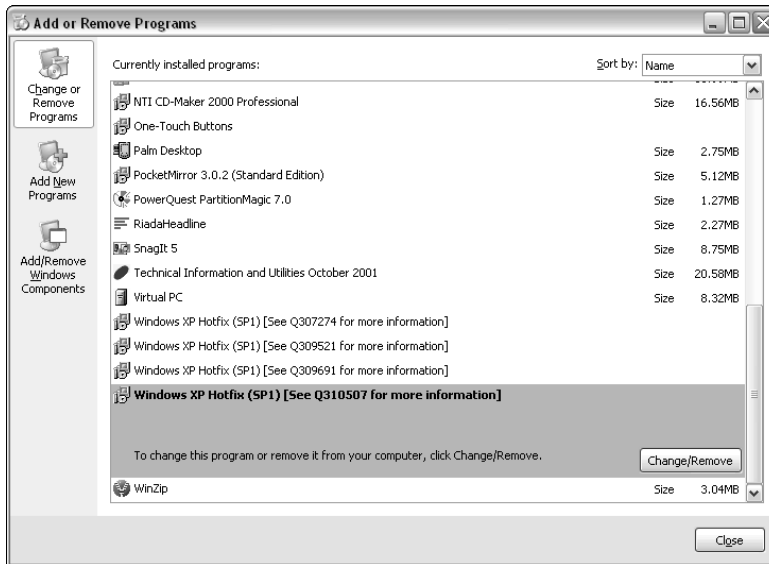 Add or Remove Programs
Change or
Remove
Programs
Add New
Programs
Add/Remove
Windows
Components
Currently installed programs:
Sort by: Name
NTI CD-Maker 2000 Professional Size 16.56MB
One-Touch Buttons
Palm Desktop Size 2.75MB
PocketMirror 3.0.2 (Standard Edition) Size 5.12MB
PowerQuest PartitionMagic 7.0 Size 1.27MB
RiadaHeadline Size 2.27MB
SnagIt 5 Size 8.75MB
Technical Information and Utilities October 2001 Size 20.58MB
Virtual PC Size 8.32MB
Windows XP Hotfix (SP1) [See Q307274 for more information]
Windows XP Hotfix (SP1) [See Q309521 for more information]
Windows XP Hotfix (SP1) [See Q309691 for more information]
Windows XP Hotfix (SP1) [See Q310507 for more information]
To change this program or remove it from your computer, click Change/Remove. Change/Remove
WinZip Size 3.04MB
Close